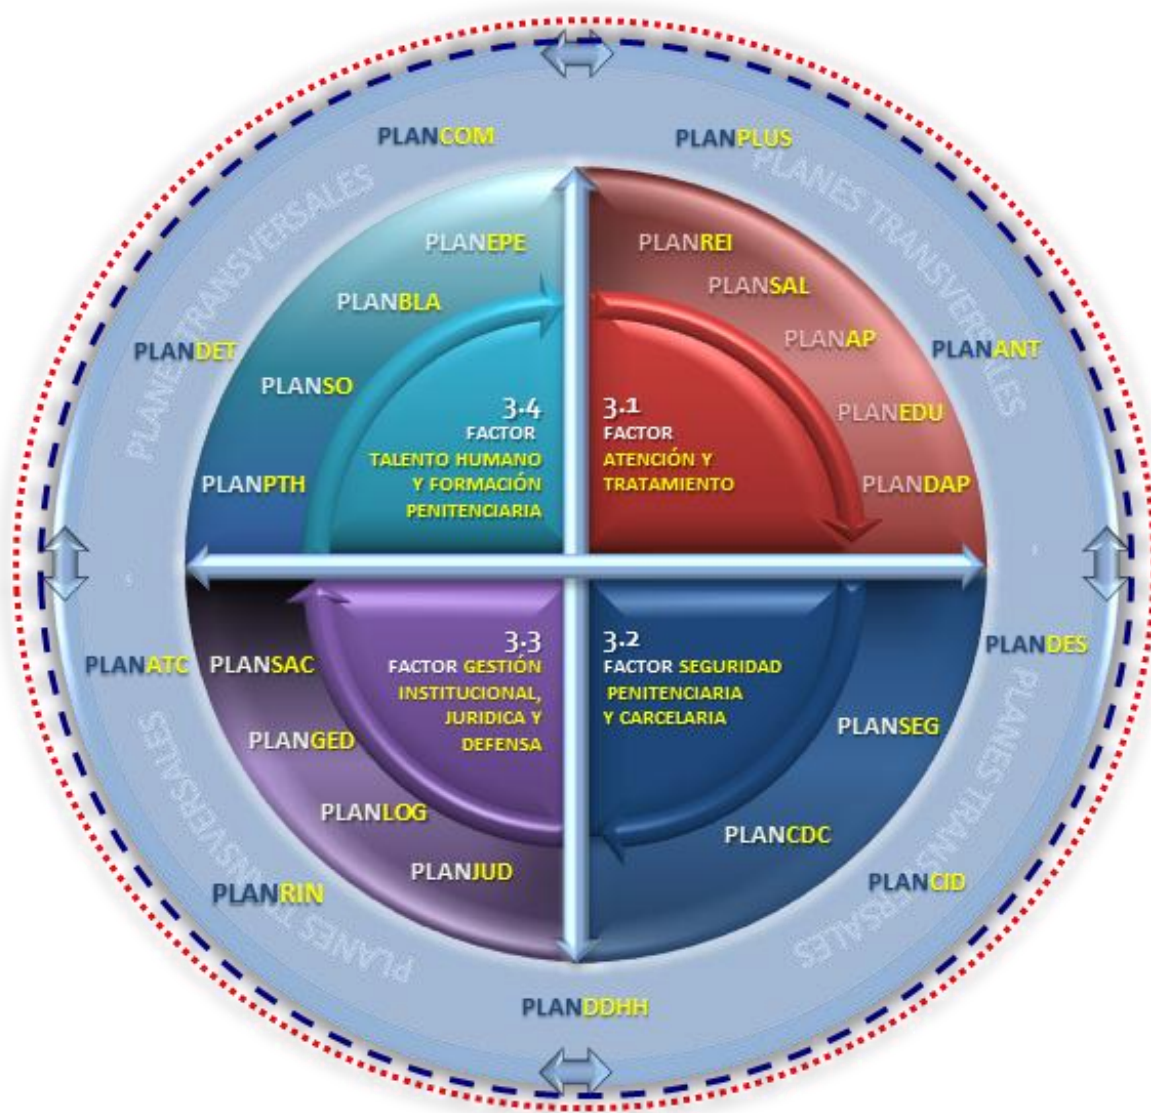 PLANCOM
PLANPLUS
PLANES TRANSVERSALES
PLANES TRANSVERSALES
PLANEPE
PLANREI
PLANBLA
PLANSAL
PLANDET
PLANAP
PLANANT
PLANSO
PLANEDU
PLANPTH
PLANDAP
3.4
FACTOR
TALENTO HUMANO
Y FORMACIÓN
PENITENCIARIA
3.1
FACTOR
ATENCIÓN Y
TRATAMIENTO
3.3
FACTOR GESTIÓN
INSTITUCIONAL,
JURIDICA Y
DEFENSA
3.2
FACTOR SEGURIDAD
PENITENCIARIA
Y CARCELARIA
PLANATC
PLANSAC
PLANDES
PLANGED
PLANSEG
PLANLOG
PLANCDC
PLANJUD
PLANRIN
PLANCID
PLANES TRANSVERSALES
PLANES TRANSVERSALES
PLANDDHH